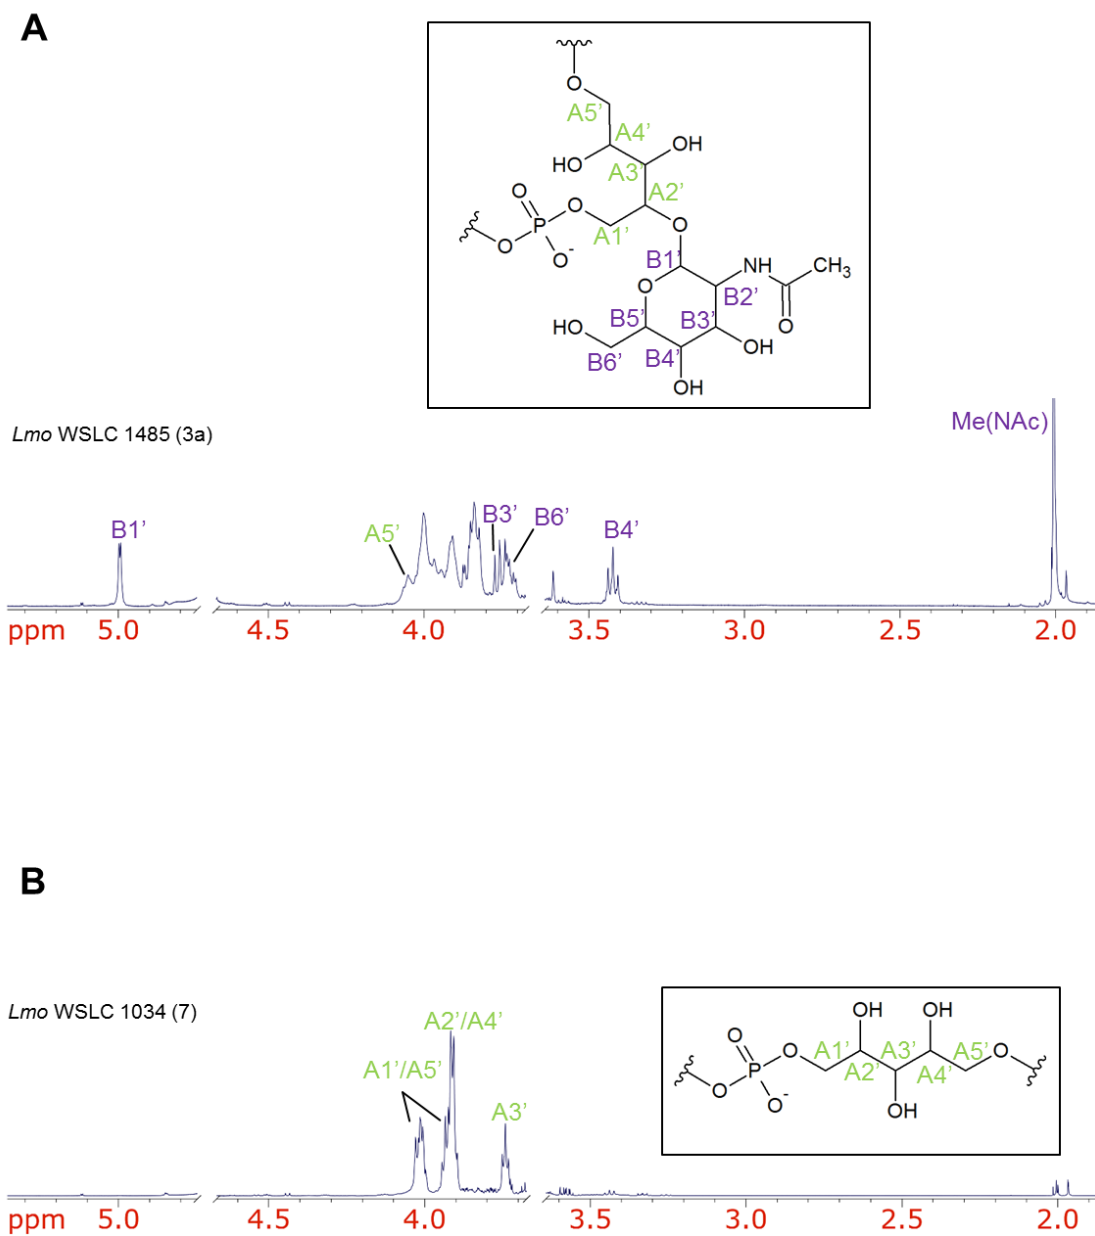 A
O
A5'
A4'
OH
HO
A3'
O
A2'
O
P
O
O
A1'
O-
B1'
NH
CH3
O
B2'
B5'
B3'
O
HO
B4'
OH
B6'
OH
Lmo WSLC 1485 (3a)
Me(NAc)
B1'
A5'
B3'
B6'
B4'
ppm 5.0 4.5 4.0 3.5 3.0 2.5 2.0
B
Lmo WSLC 1034 (7)
A2'/A4'
A1'/A5'
A3'
OH OH
O
O A1' A3' A5' O
P
A2' A4'
O
O-
OH
ppm 5.0 4.5 4.0 3.5 3.0 2.5 2.0